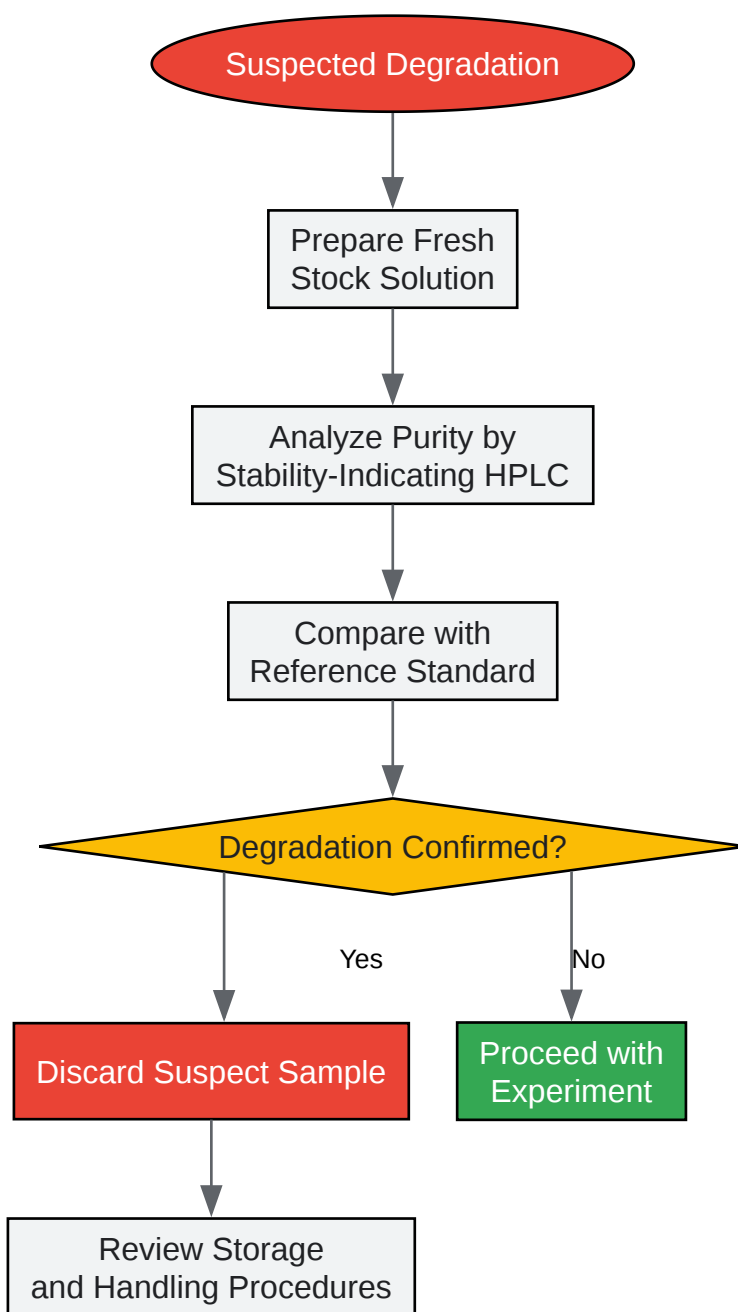 Suspected Degradation
Prepare Fresh
Stock Solution
Analyze Purity by
Stability-Indicating HPLC
Compare with
Reference Standard
Degradation Confirmed?
Yes
No
Discard Suspect Sample
Proceed with
Experiment
Review Storage
and Handling Procedures